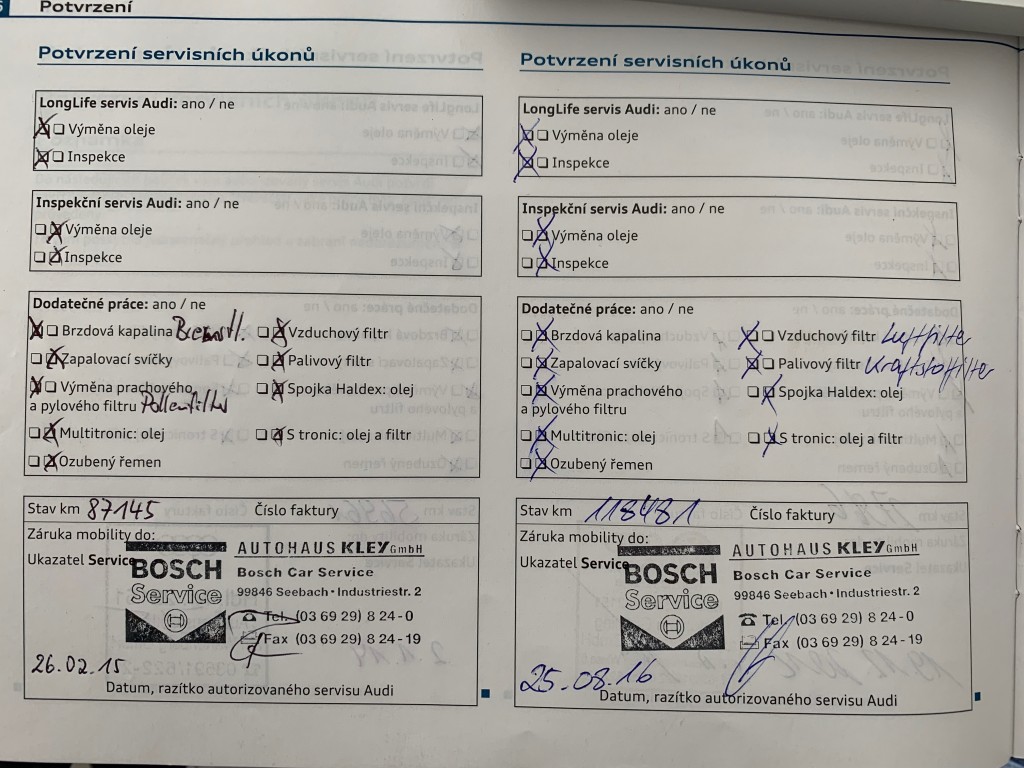 Potvrzení
Potvrzení servisních úkonů
LongLife servis Audi: ano / ne
Výměna oleje
Inspekce
Inspekční servis Audi: ano / ne
Výměna oleje
Inspekce
Dodatečné práce: ano / ne
Brzdová kapalina
Vzduchový filtr
Zapalovací svíčky
Palivový filtr
Výměna prachového
a pylového filtru Pollenfilter
Spojka Haldex: olej
Multitronic: olej
S tronic: olej a filtr
Ozubený řemen
Stav km 87145 Číslo faktury
Záruka mobility do:
Ukazatel Service
BOSCH
Service
AUTOHAUS KLEY GmbH
Bosch Car Service
99846 Seebach • Industriestr. 2
☎ Tel. (03 69 29) 8 24-0
Fax (03 69 29) 8 24-19
26.02.15
Datum, razítko autorizovaného servisu Audi
Potvrzení servisních úkonů
LongLife servis Audi: ano / ne
Výměna oleje
Inspekce
Inspekční servis Audi: ano / ne
Výměna oleje
Inspekce
Dodatečné práce: ano / ne
Brzdová kapalina
Vzduchový filtr Luftfilter
Zapalovací svíčky
Palivový filtr Kraftstofilter
Výměna prachového
a pylového filtru
Spojka Haldex: olej
Multitronic: olej
S tronic: olej a filtr
Ozubený řemen
Stav km 118481 Číslo faktury
Záruka mobility do:
Ukazatel Service
BOSCH
Service
AUTOHAUS KLEY GmbH
Bosch Car Service
99846 Seebach • Industriestr. 2
☎ Tel. (03 69 29) 8 24-0
Fax (03 69 29) 8 24-19
25.08.16
Datum, razítko autorizovaného servisu Audi